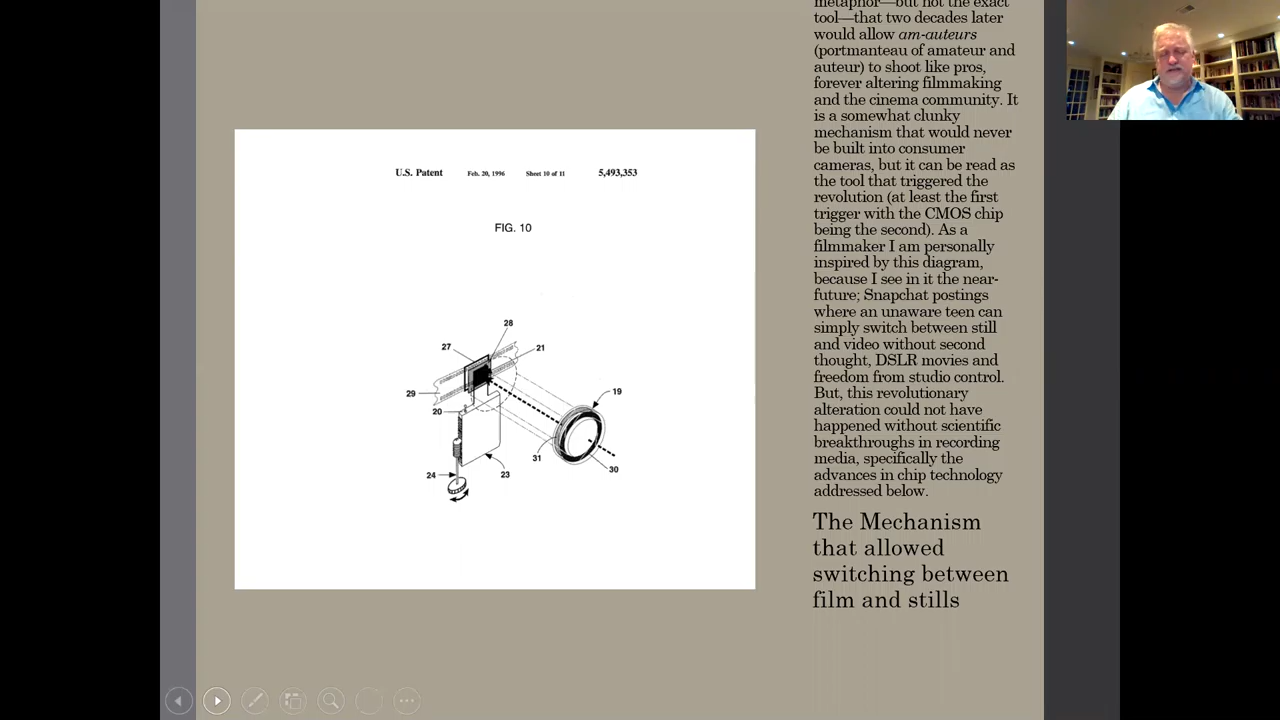 U.S. Patent Feb. 20, 1996 Sheet 10 of 11 5,493,353
FIG. 10
28
27
21
29
19
20
31
30
24
23
metaphor—but not the exact
tool—that two decades later
would allow am-auteurs
(portmanteau of amateur and
auteur) to shoot like pros,
forever altering filmmaking
and the cinema community. It
is a somewhat clunky
mechanism that would never
be built into consumer
cameras, but it can be read as
the tool that triggered the
revolution (at least the first
trigger with the CMOS chip
being the second). As a
filmmaker I am personally
inspired by this diagram,
because I see in it the near-
future; Snapchat postings
where an unaware teen can
simply switch between still
and video without second
thought, DSLR movies and
freedom from studio control.
But, this revolutionary
alteration could not have
happened without scientific
breakthroughs in recording
media, specifically the
advances in chip technology
addressed below.
The Mechanism
that allowed
switching between
film and stills